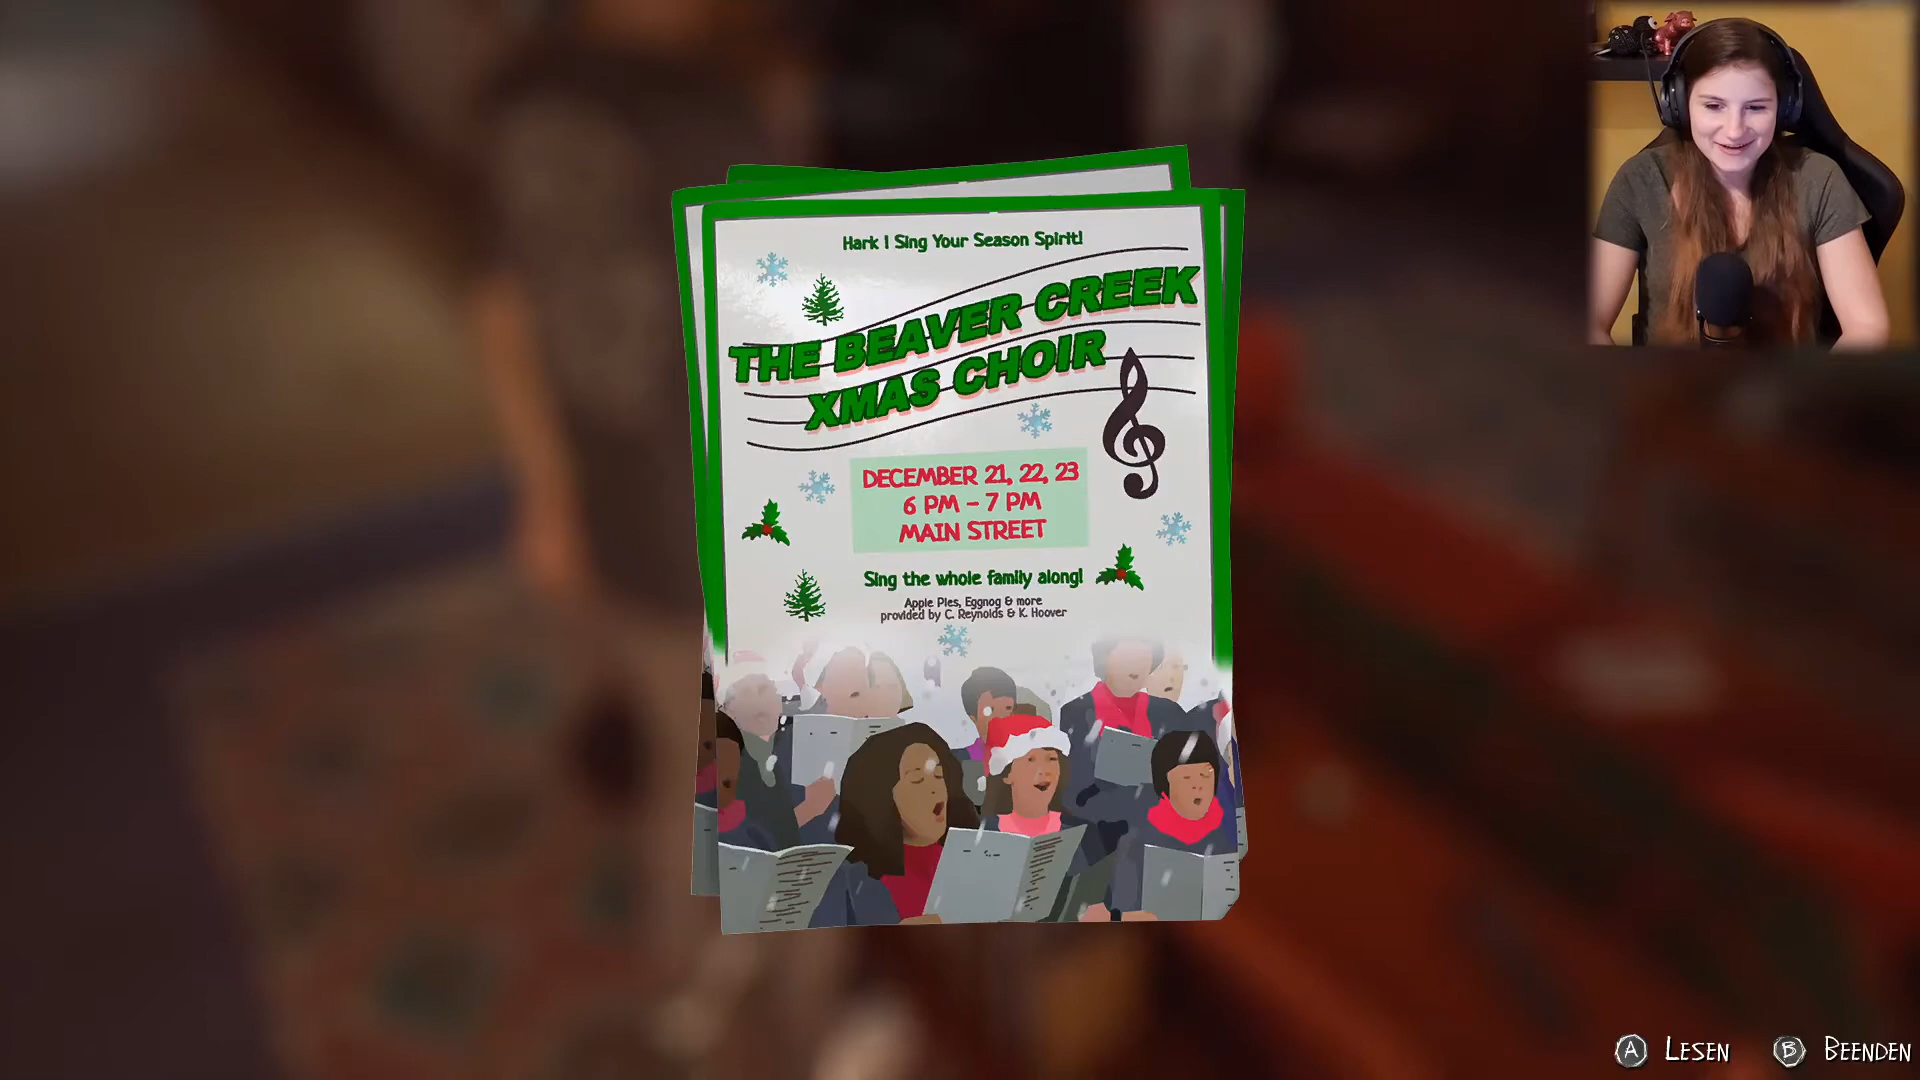 Hark ! Sing Your Season Spirit!
THE BEAVER CREEK
XMAS CHOIR
DECEMBER 21, 22, 23
6 PM – 7 PM
MAIN STREET
Sing the whole family along!
Apple Pies, Eggnog & more
provided by C. Reynolds & K. Hoover
A LESEN B BEENDEN